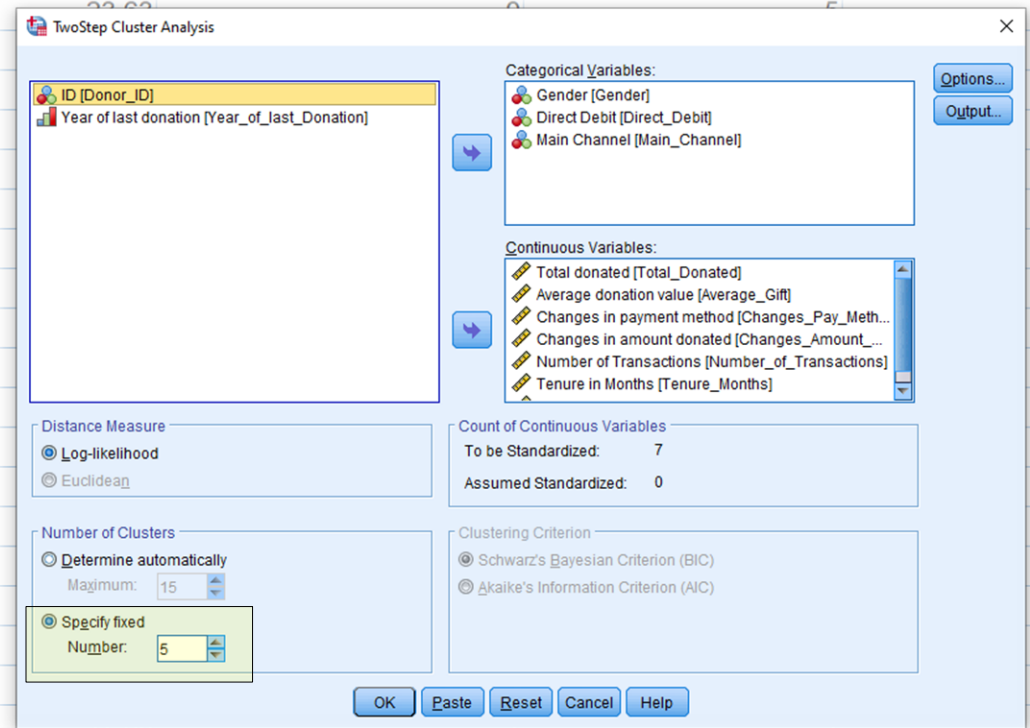 TwoStep Cluster Analysis
ID [Donor_ID]
Year of last donation [Year_of_last_Donation]
Categorical Variables:
Gender [Gender]
Direct Debit [Direct_Debit]
Main Channel [Main_Channel]
Options...
Output...
Continuous Variables:
Total donated [Total_Donated]
Average donation value [Average_Gift]
Changes in payment method [Changes_Pay_Meth...
Changes in amount donated [Changes_Amount_...
Number of Transactions [Number_of_Transactions]
Tenure in Months [Tenure_Months]
Distance Measure
Log-likelihood
Euclidean
Count of Continuous Variables
To be Standardized: 7
Assumed Standardized: 0
Number of Clusters
Determine automatically
Maximum: 15
Specify fixed
Number: 5
Clustering Criterion
Schwarz's Bayesian Criterion (BIC)
Akaike's Information Criterion (AIC)
OK Paste Reset Cancel Help